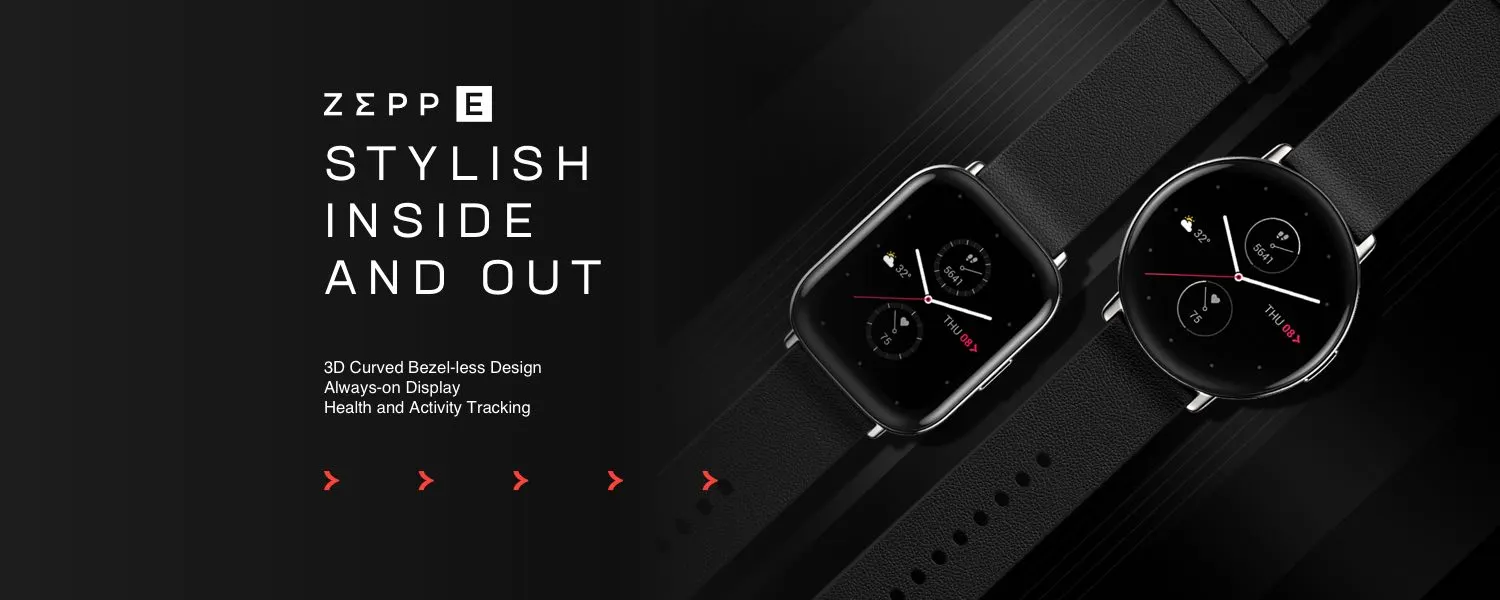 ZΣPP E
STYLISH
INSIDE
AND OUT
3D Curved Bezel-less Design
Always-on Display
Health and Activity Tracking
32°
5641
75
THU 08
32°
5641
75
THU 08